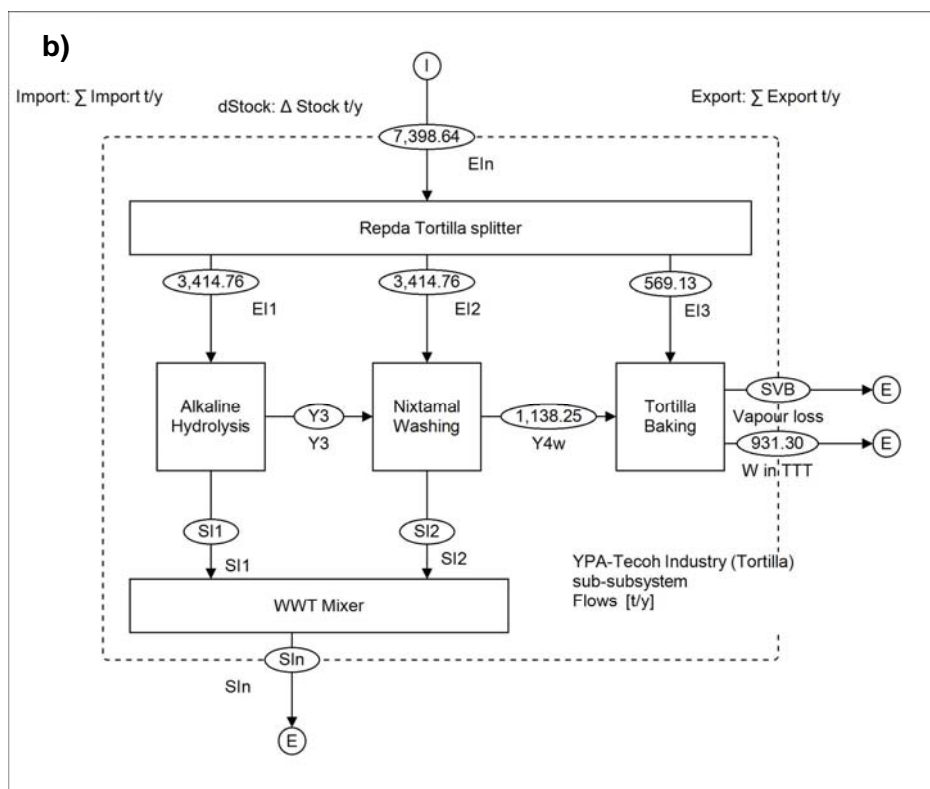 b)
I
Import: ∑ Import t/y
dStock: Δ Stock t/y
Export: ∑ Export t/y
7,398.64
EIn
Repda Tortilla splitter
3,414.76
3,414.76
569.13
EI1
EI2
EI3
Alkaline
Hydrolysis
Y3
Y3
Nixtamal
Washing
1,138.25
Y4w
Tortilla
Baking
SVB
E
Vapour loss
931.30
E
W in TTT
SI1
SI2
SI1
SI2
YPA-Tecoh Industry (Tortilla)
sub-subsystem
Flows [t/y]
WWT Mixer
SIn
SIn
E